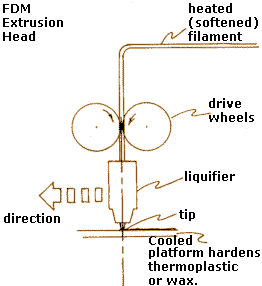 FDM
Extrusion
Head
heated
(softened)
filament
drive
wheels
liquifier
direction
tip
Cooled
platform hardens
thermoplastic
or wax.